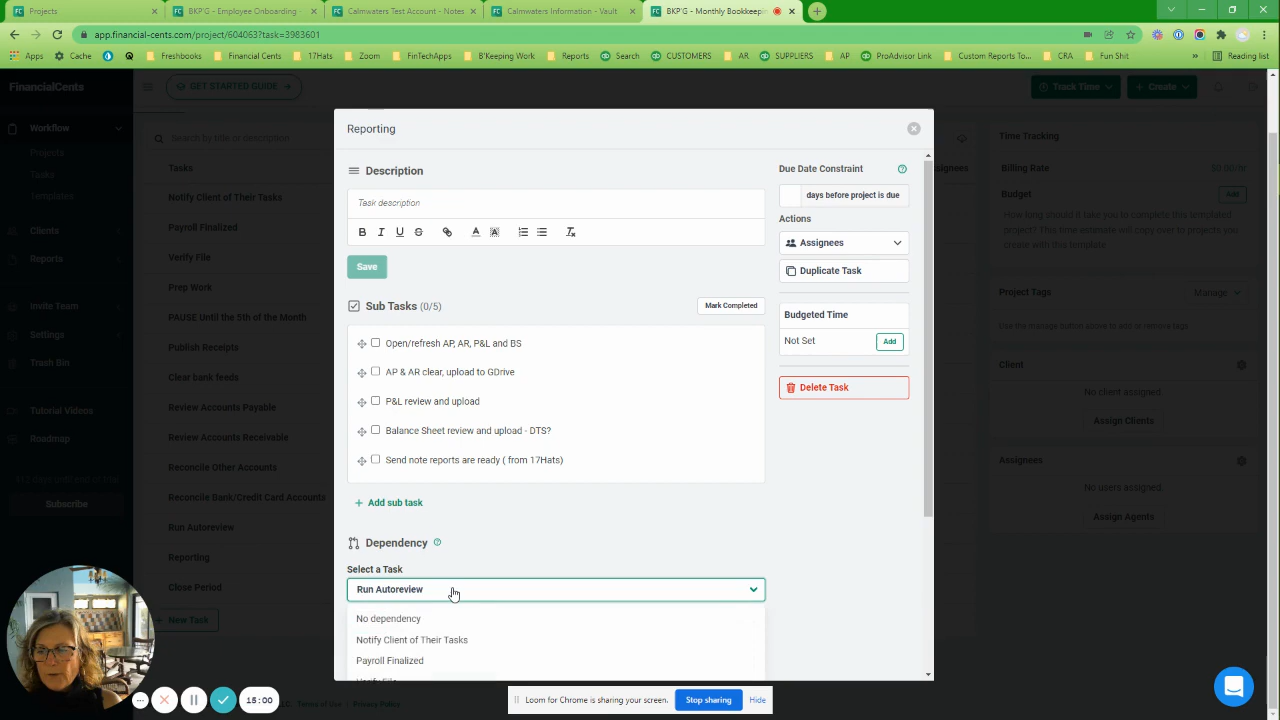 Projects
BKP'G - Employee Onboarding -
Calmwaters Test Account - Notes
Calmwaters Information - Vault
BKP'G - Monthly Bookkeepin
app.financial-cents.com/project/604063?task=3983601
Apps
Cache
Freshbooks
Financial Cents
17Hats
Zoom
FinTechApps
B'Keeping Work
Reports
Search
CUSTOMERS
AR
SUPPLIERS
AP
ProAdvisor Link
Custom Reports To...
CRA
Fun Shit
»
Reading list
FinancialCents
GET STARTED GUIDE
Track Time
+ Create
Workflow
Projects
Tasks
Templates
Clients
Reports
Invite Team
Settings
Trash Bin
Tutorial Videos
Roadmap
Subscribe
Search by title or description
Tasks
Notify Client of Their Tasks
Payroll Finalized
Verify File
Prep Work
PAUSE Until the 5th of the Month
Publish Receipts
Clear bank feeds
Review Accounts Payable
Review Accounts Receivable
Reconcile Other Accounts
Reconcile Bank/Credit Card Accounts
Run Autoreview
Reporting
Close Period
+ New Task
Terms of Use
Privacy Policy
Reporting
Description
Task description
B I U S
Save
Sub Tasks (0/5)
Mark Completed
Open/refresh AP, AR, P&L and BS
AP & AR clear, upload to GDrive
P&L review and upload
Balance Sheet review and upload - DTS?
Send note reports are ready ( from 17Hats)
+ Add sub task
Dependency
Select a Task
Run Autoreview
No dependency
Notify Client of Their Tasks
Payroll Finalized
Verify File
Due Date Constraint
days before project is due
Actions
Assignees
Duplicate Task
Budgeted Time
Not Set
Add
Delete Task
Time Tracking
Billing Rate
Budget
Add
How long should it take you to complete this templated
project? This time estimate will copy over to projects you
create with this template.
Project Tags
Manage
Use the manage button above to add or remove tags
Client
No client assigned.
Assign Clients
Assignees
No users assigned.
Assign Agents
15:00
Loom for Chrome is sharing your screen.
Stop sharing
Hide